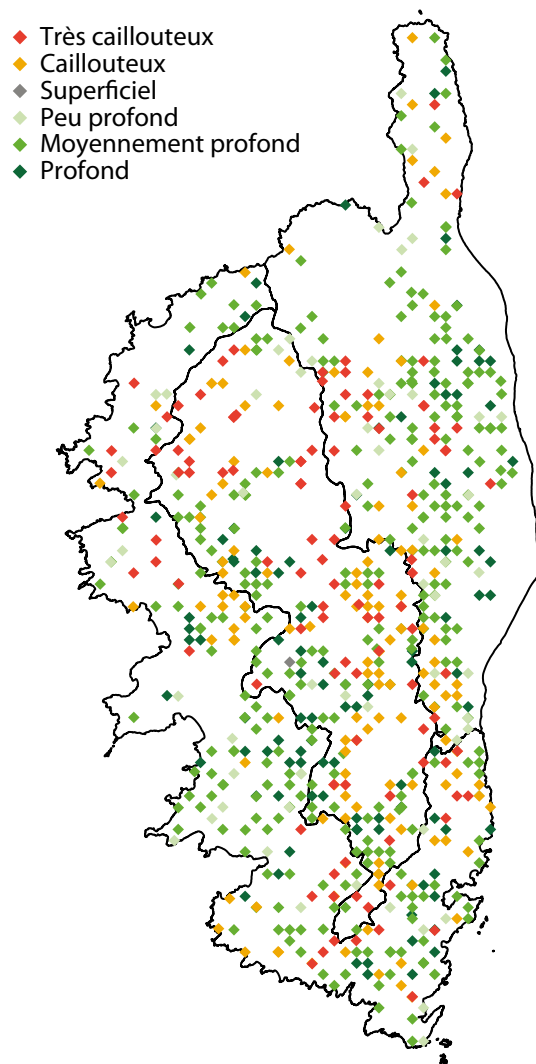 Très caillouteux
Caillouteux
Superficiel
Peu profond
Moyennement profond
Profond